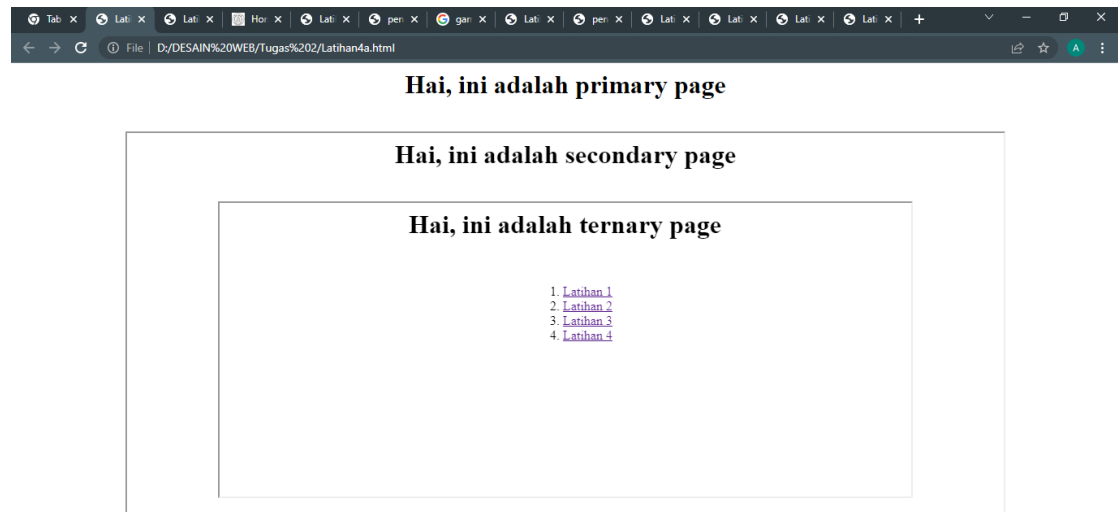 Tab Lati Lati Hor Lati pen gan Lati pen Lati Lati Lati Lati
File D:/DESAIN%20WEB/Tugas%202/Latihan4a.html A
Hai, ini adalah primary page
Hai, ini adalah secondary page
Hai, ini adalah ternary page
1. Latihan 1
2. Latihan 2
3. Latihan 3
4. Latihan 4